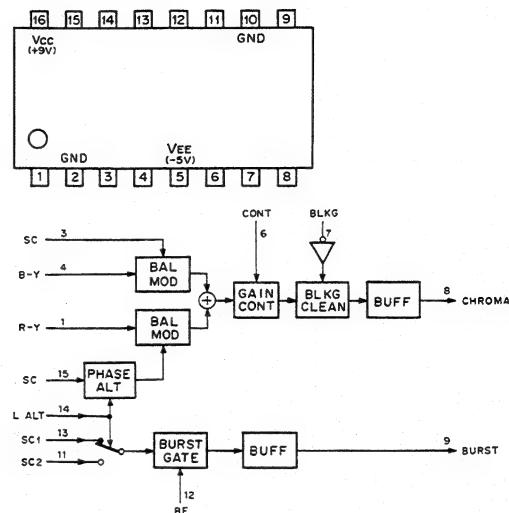 16 15 14 13 12 11 10 9
VCC GND
(+9V)
VEE
GND (-5V)
1 2 3 4 5 6 7 8
CONT BLKG
SC 3 6 7
B-Y 4 BAL MOD
GAIN CONT BLKG CLEAN BUFF 8 CHROMA
R-Y 1 BAL MOD
SC 15 PHASE ALT
L ALT 14
SC1 13 BURST GATE BUFF 9 BURST
SC2 11
12